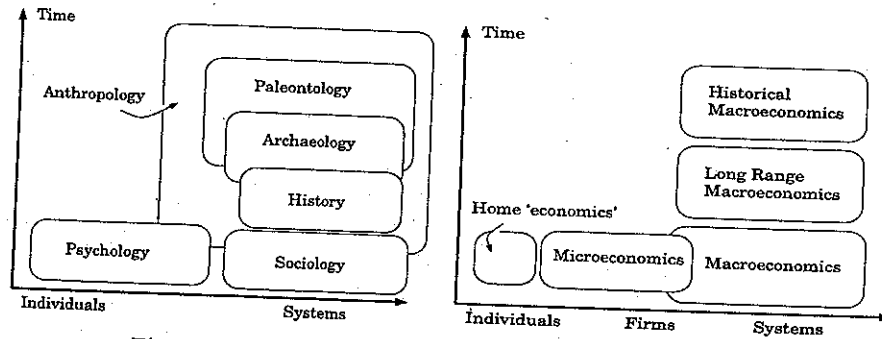 Time
Anthropology
Paleontology
Archaeology
History
Psychology
Sociology
Individuals
Systems
Time
Historical
Macroeconomics
Long Range
Macroeconomics
Home 'economics'
Microeconomics
Macroeconomics
Individuals
Firms
Systems